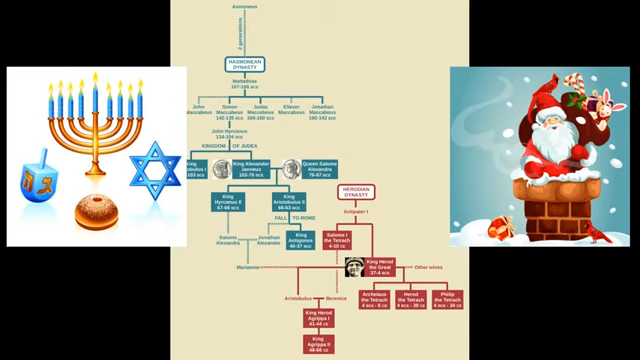 Asmoneus
2 generations
HASMONEAN
DYNASTY
Mattathias
167-166 BCE
John
Maccabeus
Simon
Maccabeus
142-135 BCE
Judas
Maccabeus
166-160 BCE
Eliezer
Maccabeus
Jonathan
Maccabeus
160-142 BCE
John Hyrcanus
134-104 BCE
KINGDOM OF JUDEA
King
103 BCE
King Alexander
Janneus
103-76 BCE
Queen Salome
Alexandra
76-67 BCE
King
Hyrcanus II
67-66 BCE
King
Aristobulus II
66-63 BCE
HERODIAN
DYNASTY
Antipater I
FALL TO ROME
Salome
Alexandra
Jonathan
Alexander
King
Antigonus
40-37 BCE
Salome I
the Tetrach
4-10 CE
Mariamne
King Herod
the Great
37-4 BCE
Other wives
Aristobulus
Berenice
Archelaus
the Tetrach
4 BCE - 6 CE
Herod
the Tetrach
4 BCE - 39 CE
Philip
the Tetrach
4 BCE - 34 CE
King Herod
Agrippa I
41-44 CE
King
Agrippa II
48-66 CE